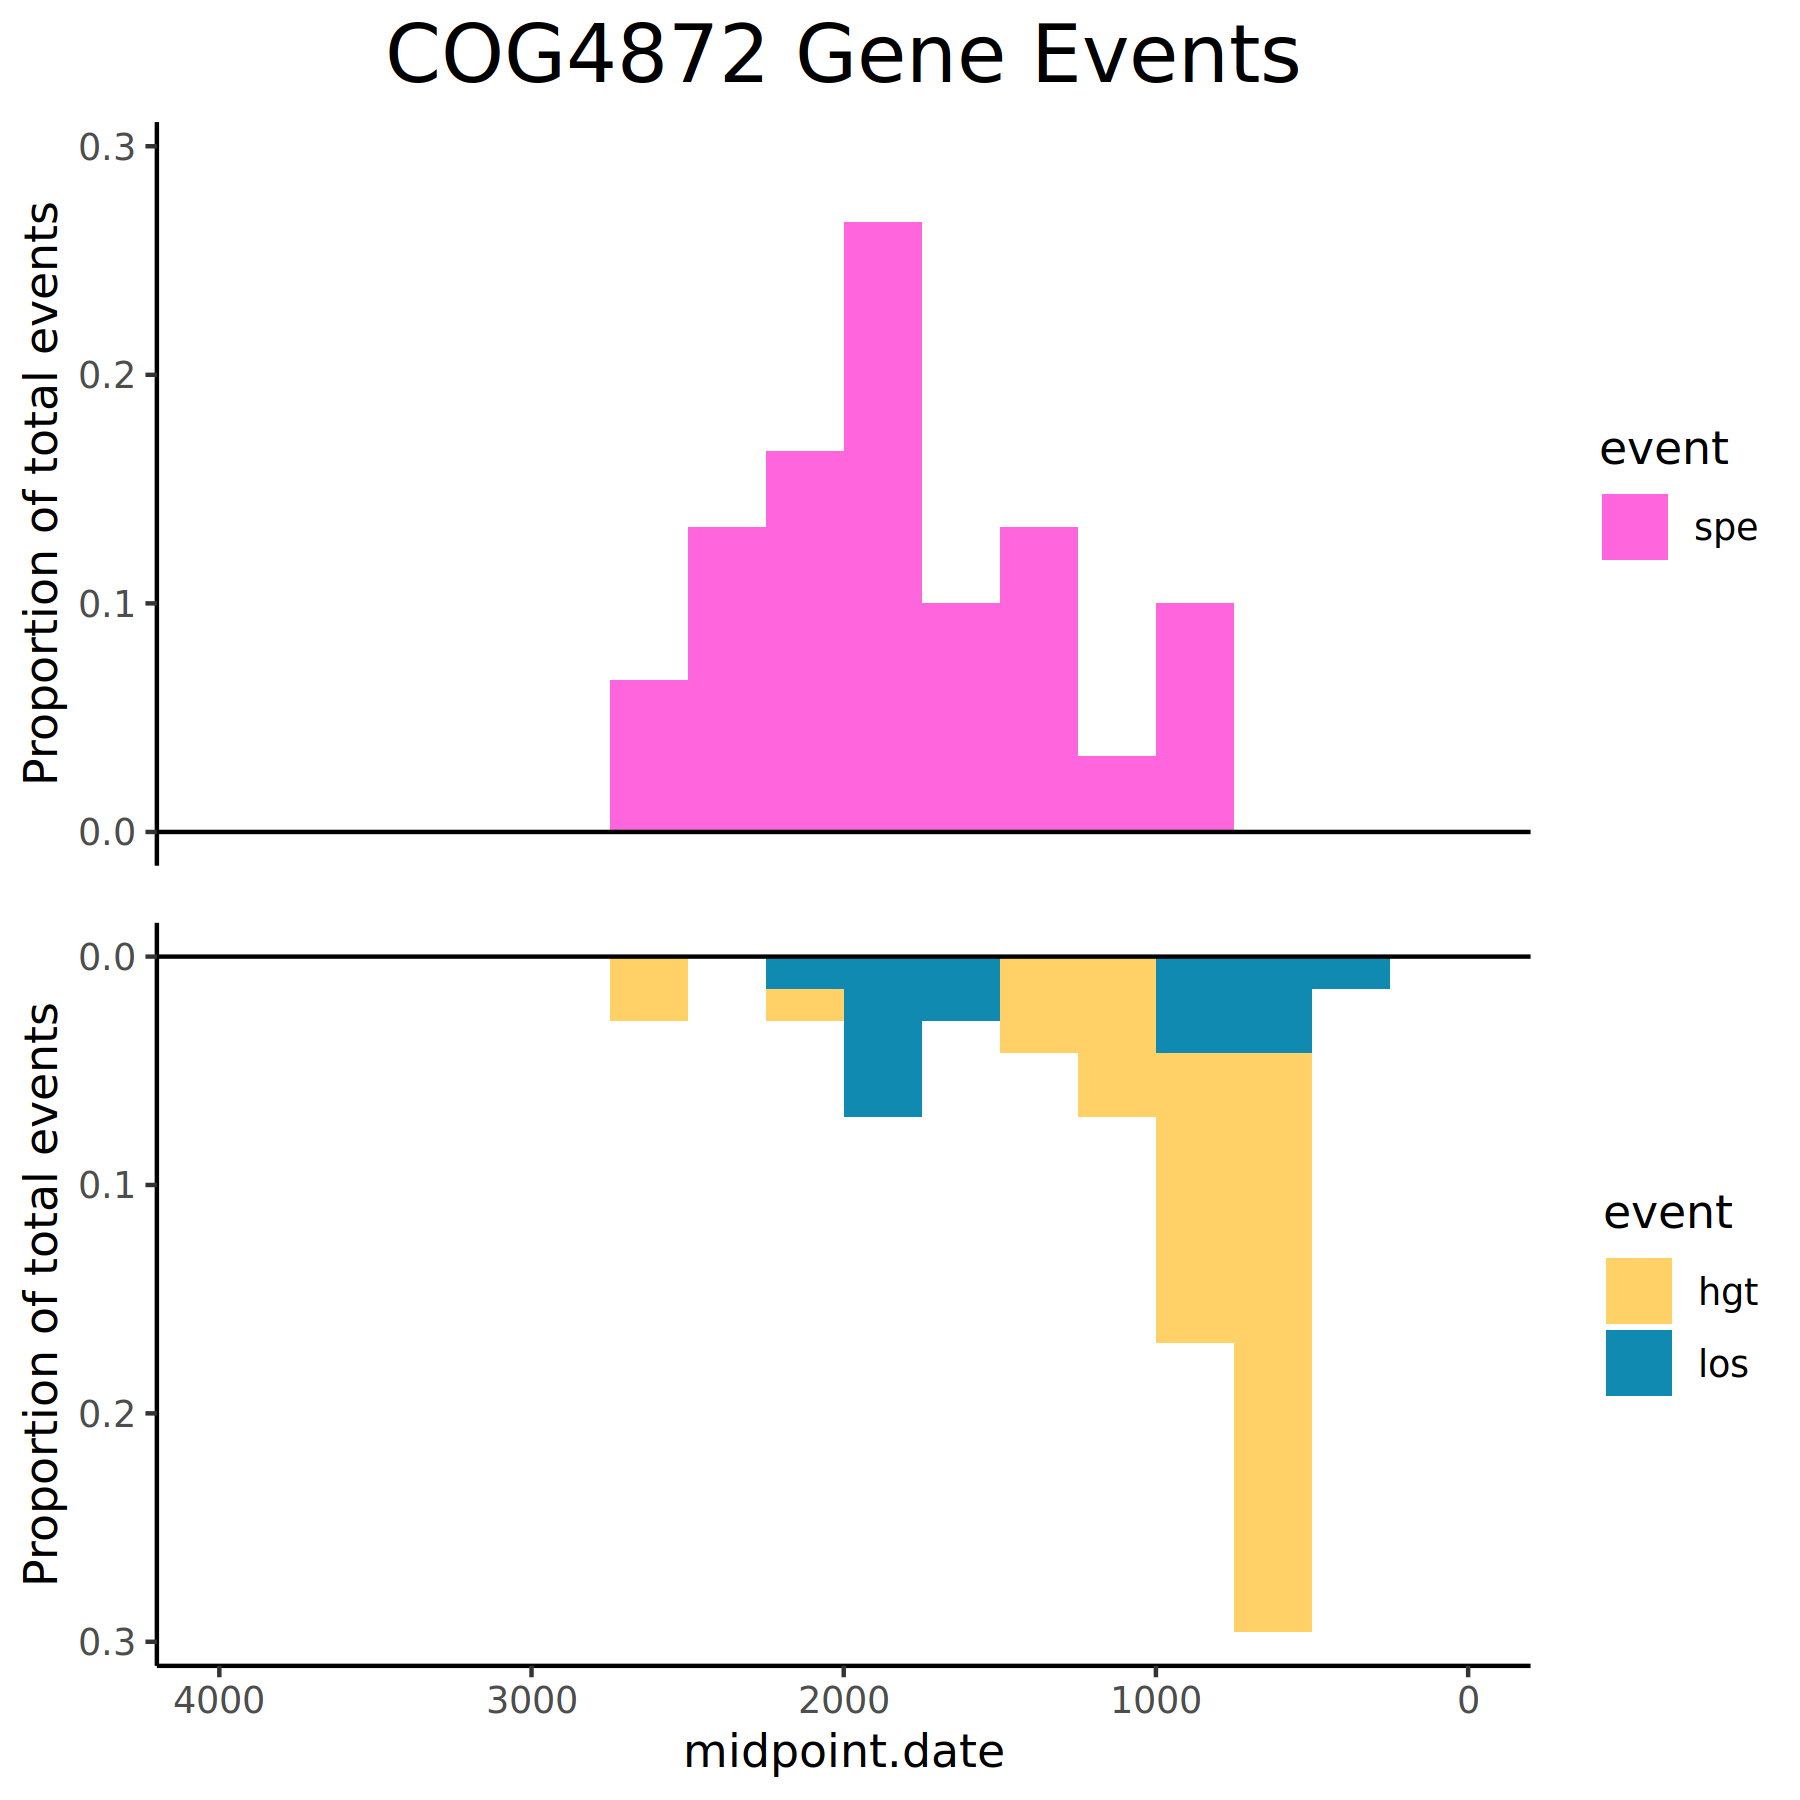 COG4872 Gene Events
Proportion of total events
0.3
0.2
0.1
0.0
event
spe
Proportion of total events
0.0
0.1
0.2
0.3
event
hgt
los
4000 3000 2000 1000 0
midpoint.date